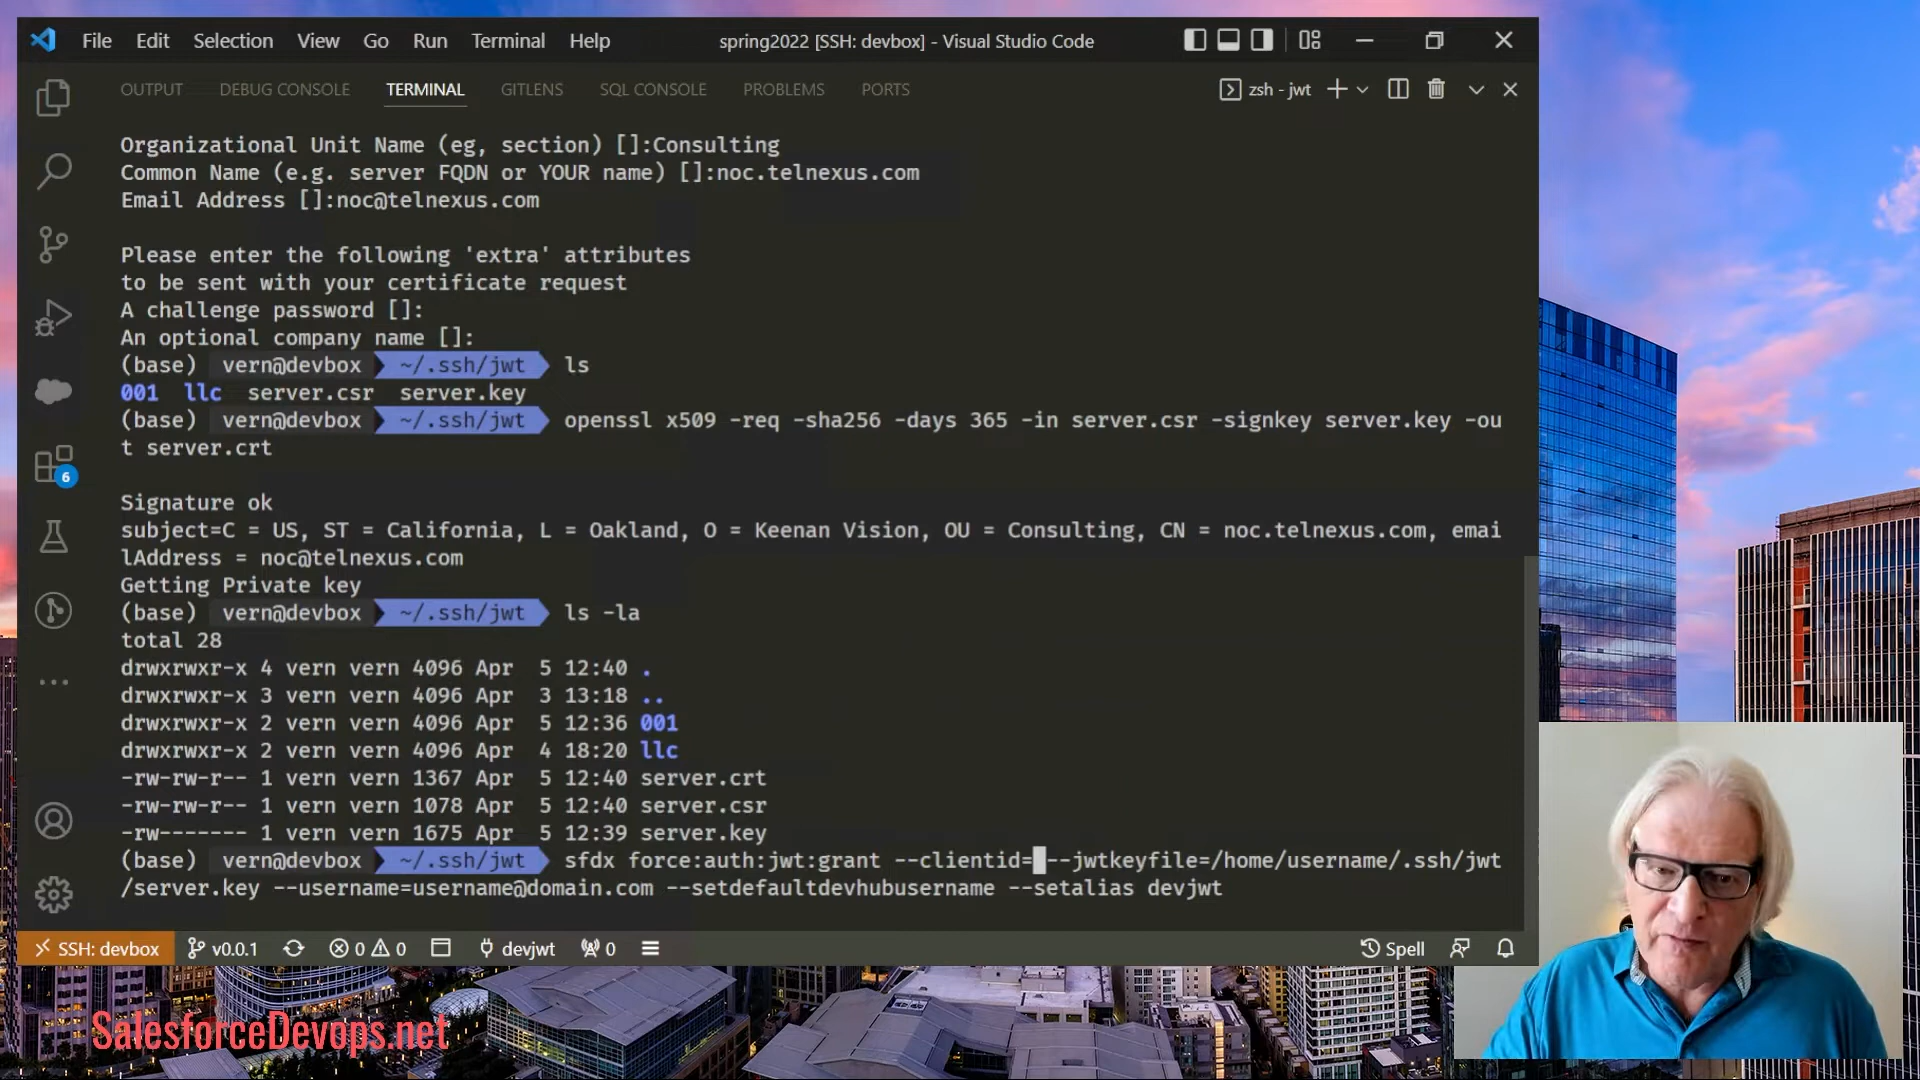 File Edit Selection View Go Run Terminal Help spring2022 [SSH: devbox] - Visual Studio Code
OUTPUT DEBUG CONSOLE TERMINAL GITLENS SQL CONSOLE PROBLEMS PORTS zsh - jwt
Organizational Unit Name (eg, section) []:Consulting
Common Name (e.g. server FQDN or YOUR name) []:noc.telnexus.com
Email Address []:noc@telnexus.com
Please enter the following 'extra' attributes
to be sent with your certificate request
A challenge password []:
An optional company name []:
(base) vern@devbox ~/.ssh/jwt ls
001 llc server.csr server.key
(base) vern@devbox ~/.ssh/jwt openssl x509 -req -sha256 -days 365 -in server.csr -signkey server.key -ou
t server.crt
Signature ok
subject=C = US, ST = California, L = Oakland, O = Keenan Vision, OU = Consulting, CN = noc.telnexus.com, emai
lAddress = noc@telnexus.com
Getting Private key
(base) vern@devbox ~/.ssh/jwt ls -la
total 28
drwxrwxr-x 4 vern vern 4096 Apr 5 12:40 .
drwxrwxr-x 3 vern vern 4096 Apr 3 13:18 ..
drwxrwxr-x 2 vern vern 4096 Apr 5 12:36 001
drwxrwxr-x 2 vern vern 4096 Apr 4 18:20 llc
-rw-rw-r-- 1 vern vern 1367 Apr 5 12:40 server.crt
-rw-rw-r-- 1 vern vern 1078 Apr 5 12:40 server.csr
-rw------- 1 vern vern 1675 Apr 5 12:39 server.key
(base) vern@devbox ~/.ssh/jwt sfdx force:auth:jwt:grant --clientid= --jwtkeyfile=/home/username/.ssh/jwt
/server.key --username=username@domain.com --setdefaultdevhubusername --setalias devjwt
6
SSH: devbox v0.0.1 0 0 devjwt 0 Spell
SalesforceDevops.net